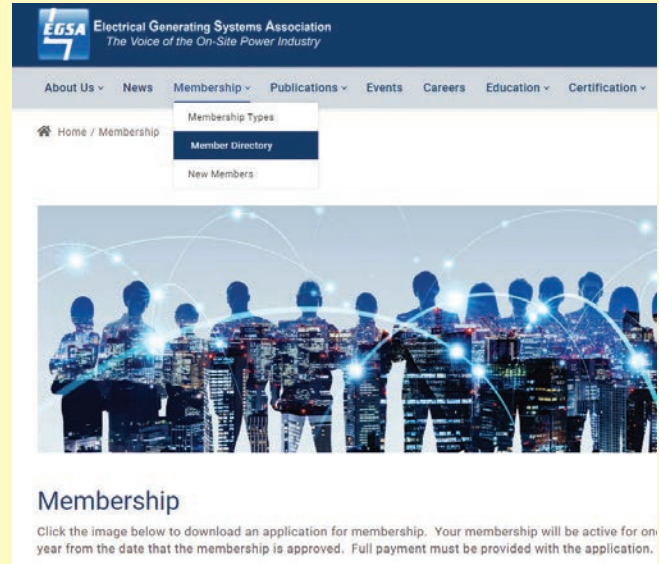 EGSA Electrical Generating Systems Association
The Voice of the On-Site Power Industry
About Us News Membership Publications Events Careers Education Certification
Membership Types
Home / Membership
Member Directory
New Members
Membership
Click the image below to download an application for membership. Your membership will be active for one
year from the date that the membership is approved. Full payment must be provided with the application.